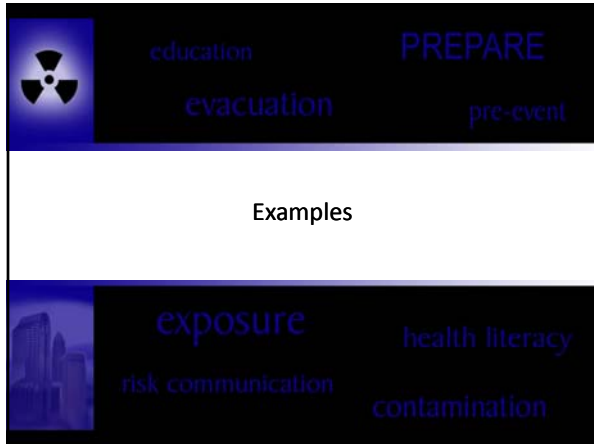 education
PREPARE
evacuation
pre-event
Examples
exposure
health literacy
risk communication
contamination